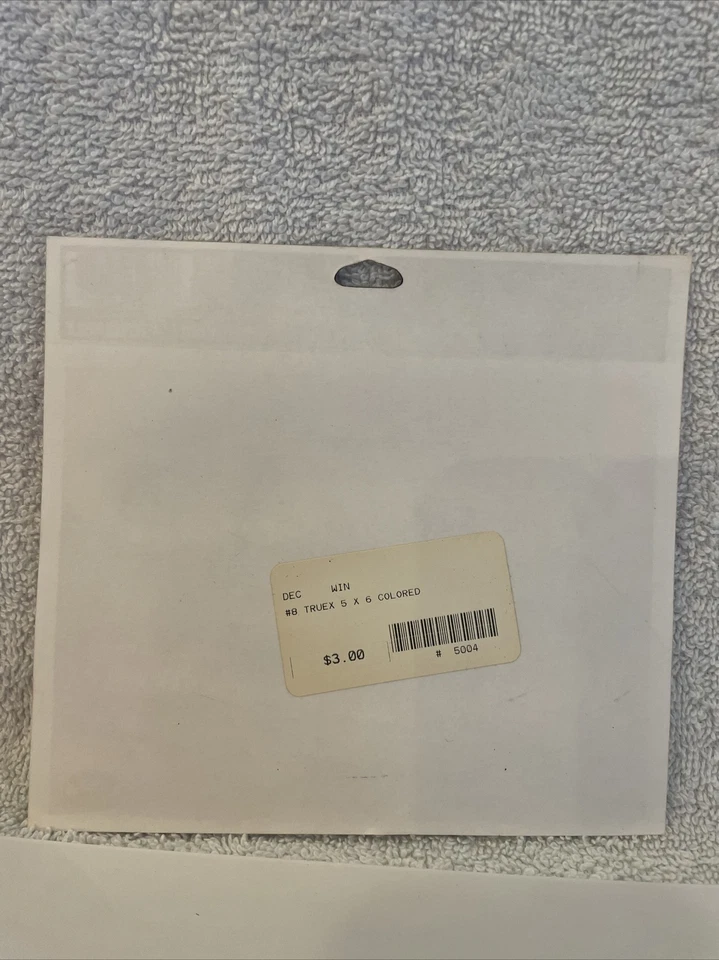 DEC WIN
#8 TRUEX 5 X 6 COLORED
$3.00
# 5004